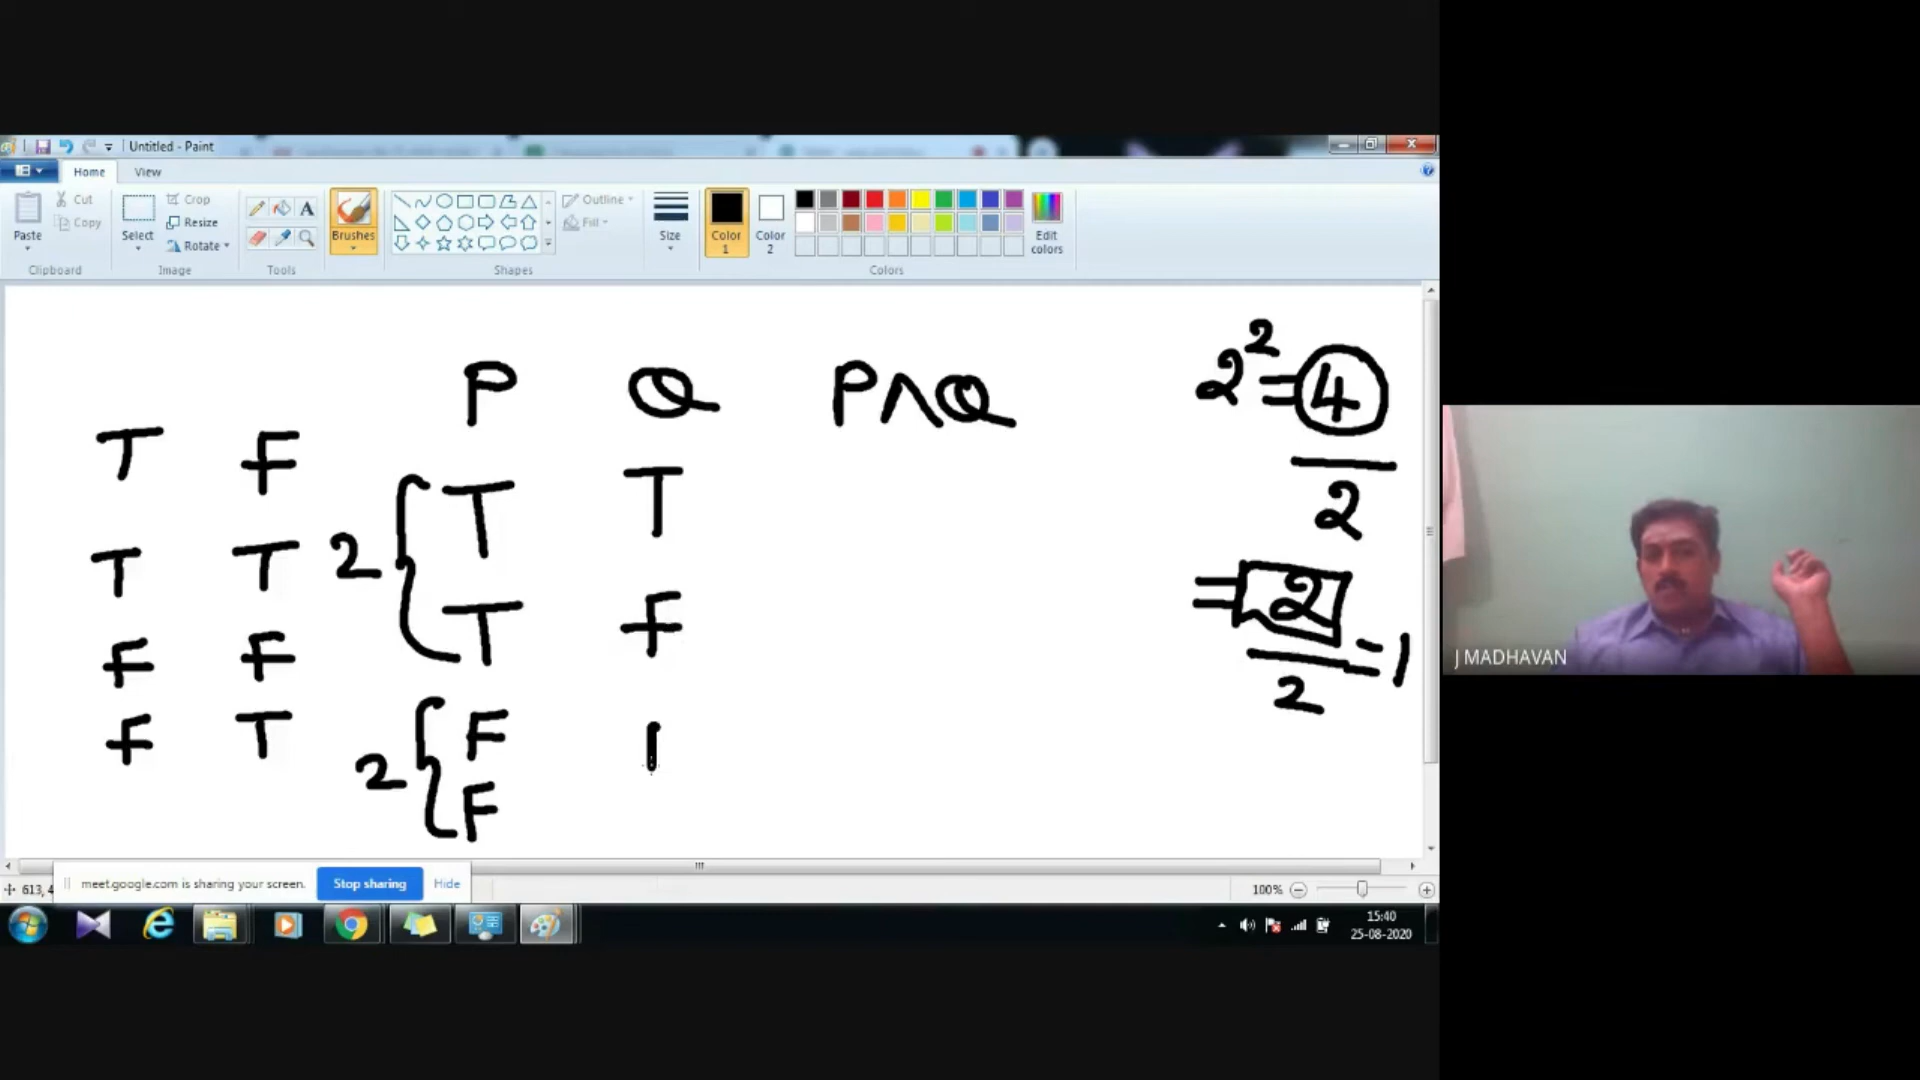 Untitled - Paint
Home View
Cut
Copy
Paste
Clipboard
Select
Crop
Resize
Rotate
Image
Tools
Brushes
Shapes
Outline
Fill
Size
Color 1
Color 2
Colors
Edit colors
P Q P∧Q
T F
T T
F F
F T
2
T T
T F
2
F I
F
2² = 4
2
= 2
2 = 1
J MADHAVAN
meet.google.com is sharing your screen. Stop sharing Hide
613, 4
100%
15:40
25-08-2020